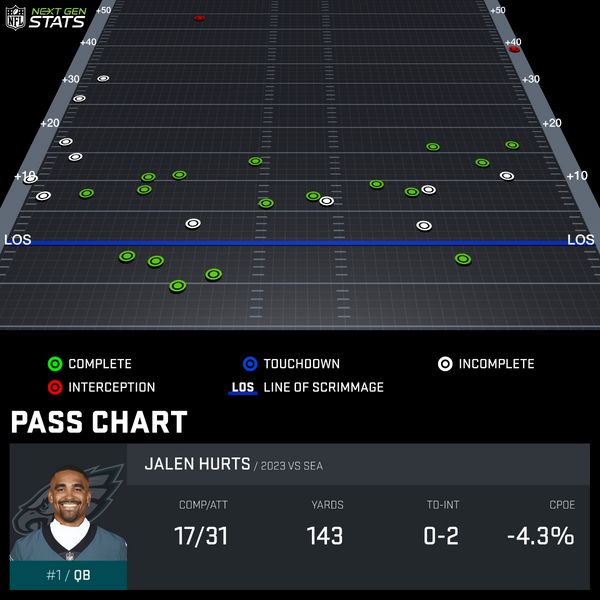 NFL
NEXT GEN
STATS
+50 +50
+40 +40
+30 +30
+20 +20
+10 +10
LOS LOS
COMPLETE TOUCHDOWN INCOMPLETE
INTERCEPTION LOS LINE OF SCRIMMAGE
PASS CHART
JALEN HURTS / 2023 VS SEA
COMP/ATT YARDS TD-INT CPOE
17/31 143 0-2 -4.3%
#1 / QB